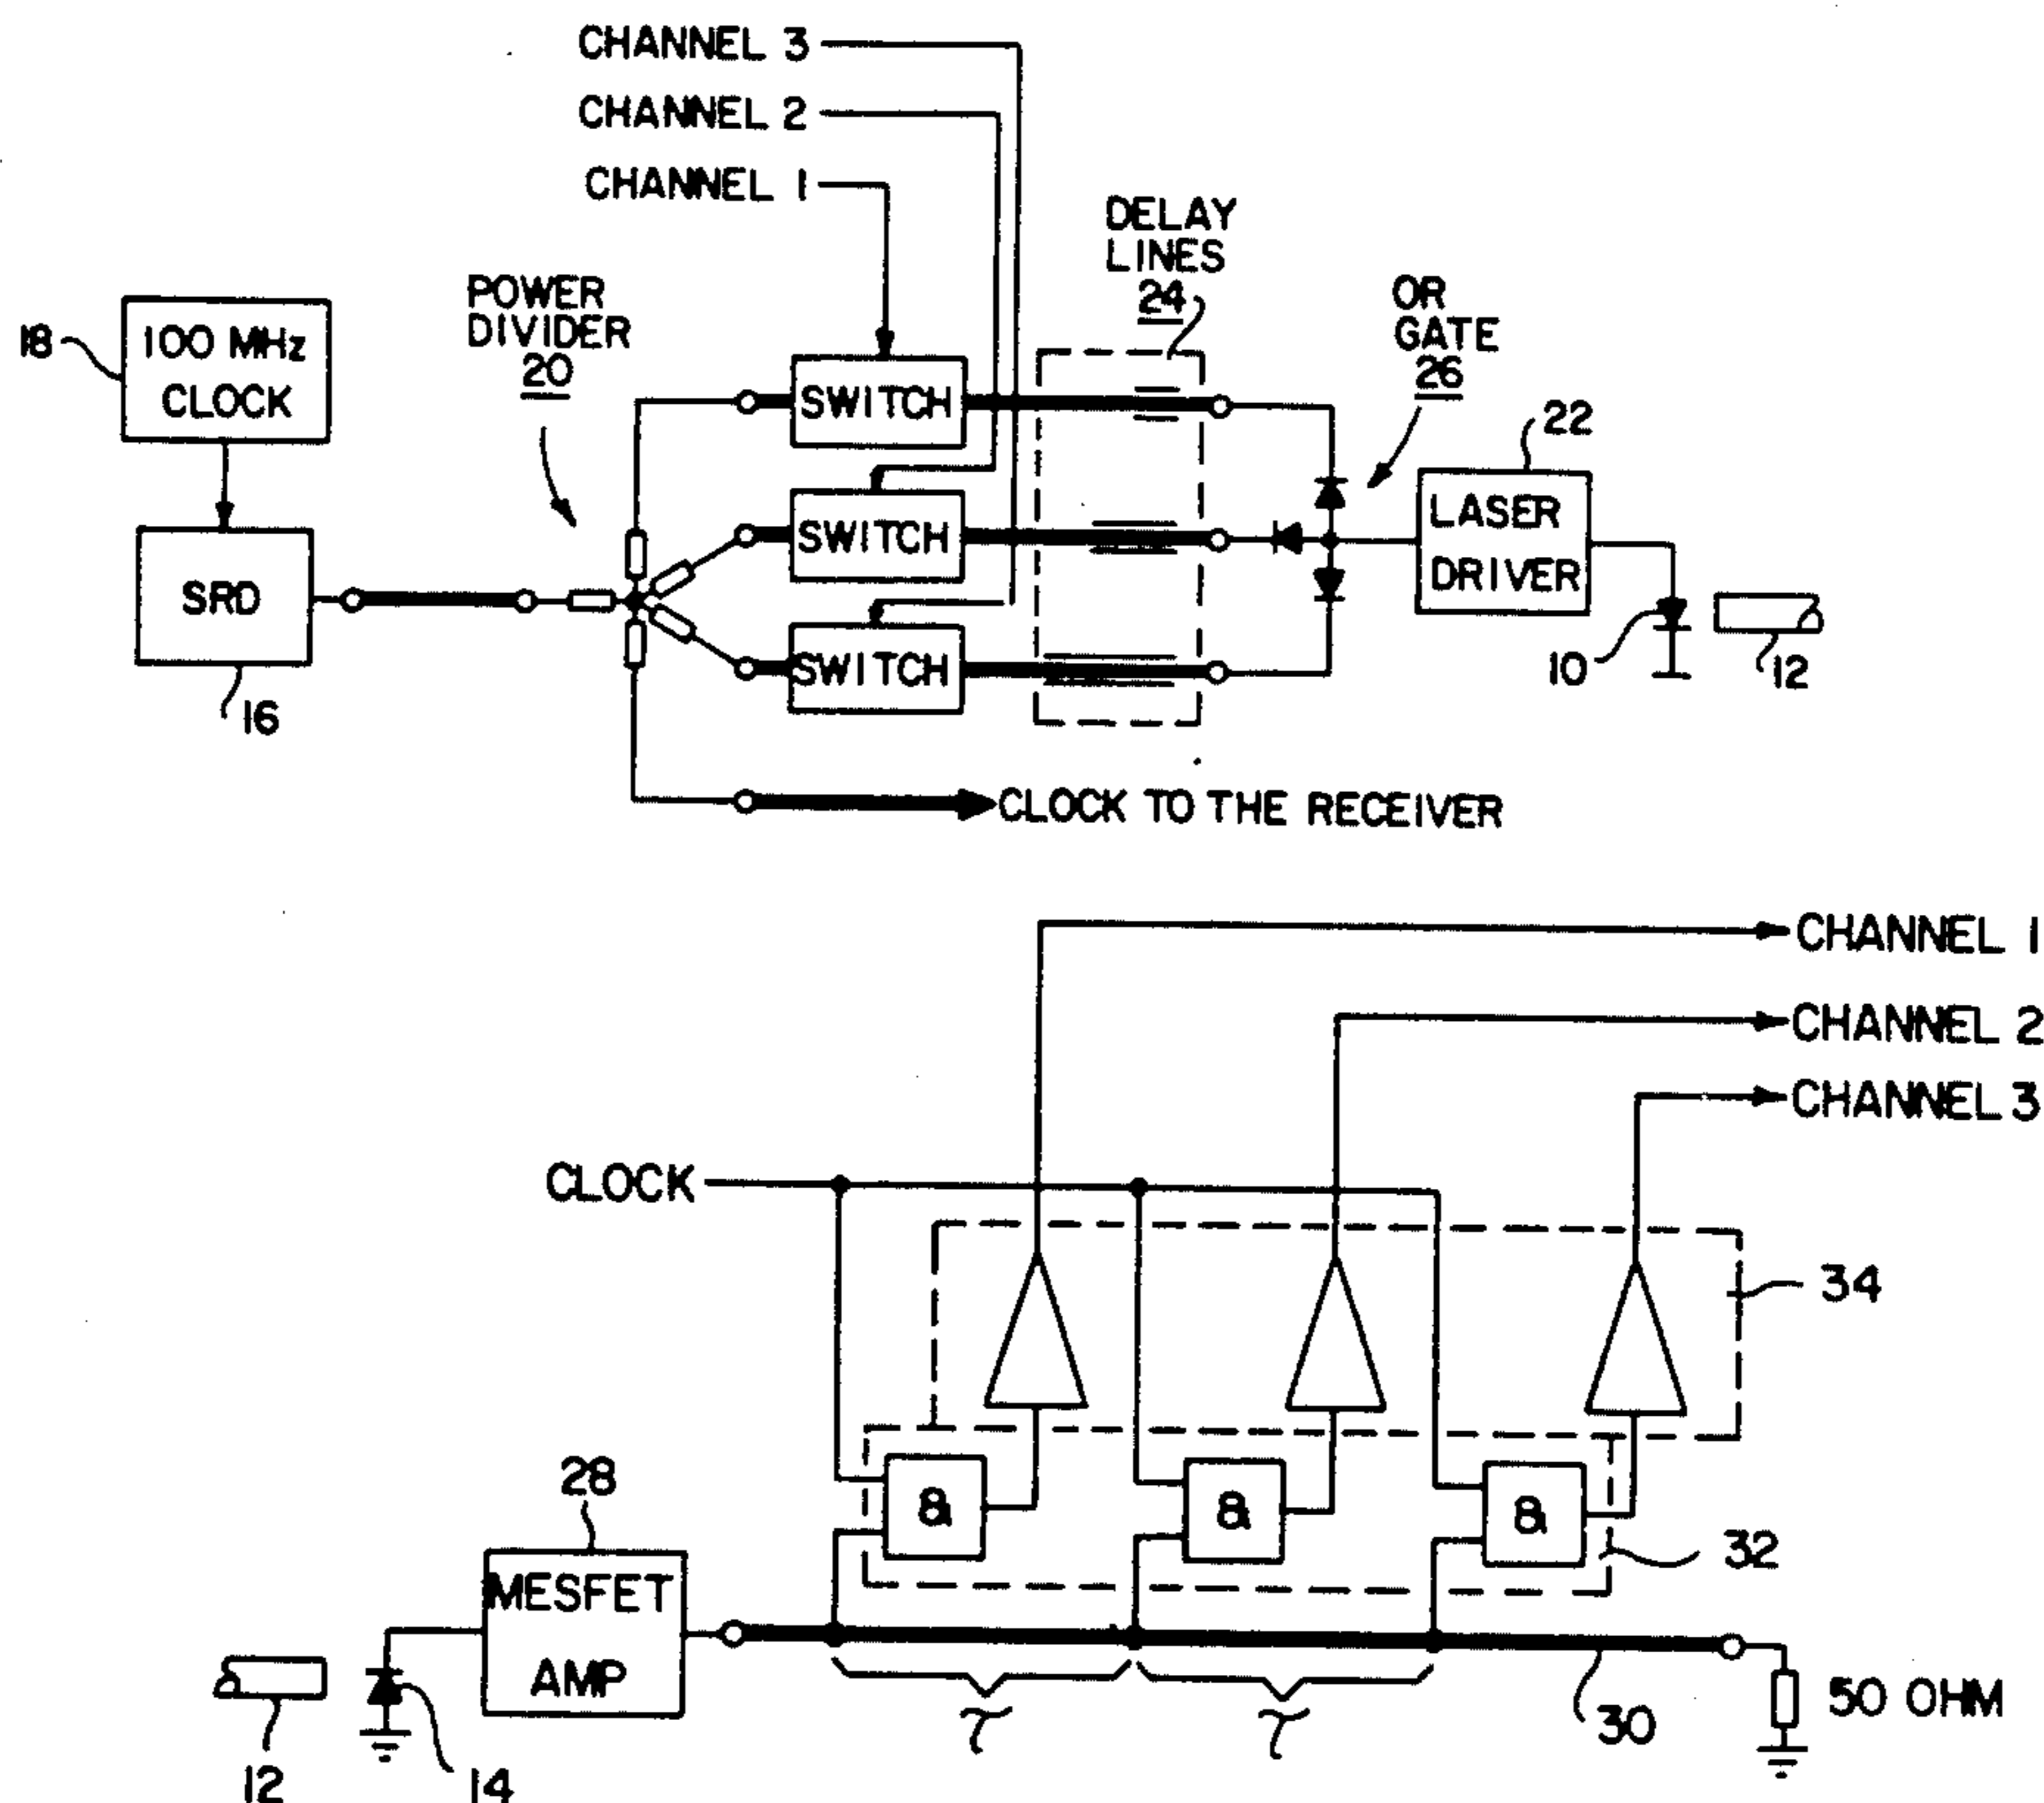 CHANNEL 3
CHANNEL 2
CHANNEL 1
DELAY
LINES
24
POWER
DIVIDER
20
OR
GATE
26
18
100 MHz
CLOCK
SWITCH
22
LASER
DRIVER
SWITCH
SRD
SWITCH
10
12
16
CLOCK TO THE RECEIVER
CHANNEL 1
CHANNEL 2
CHANNEL 3
CLOCK
34
28
&
&
&
32
MESFET
AMP
τ
τ
30
50 OHM
12
14